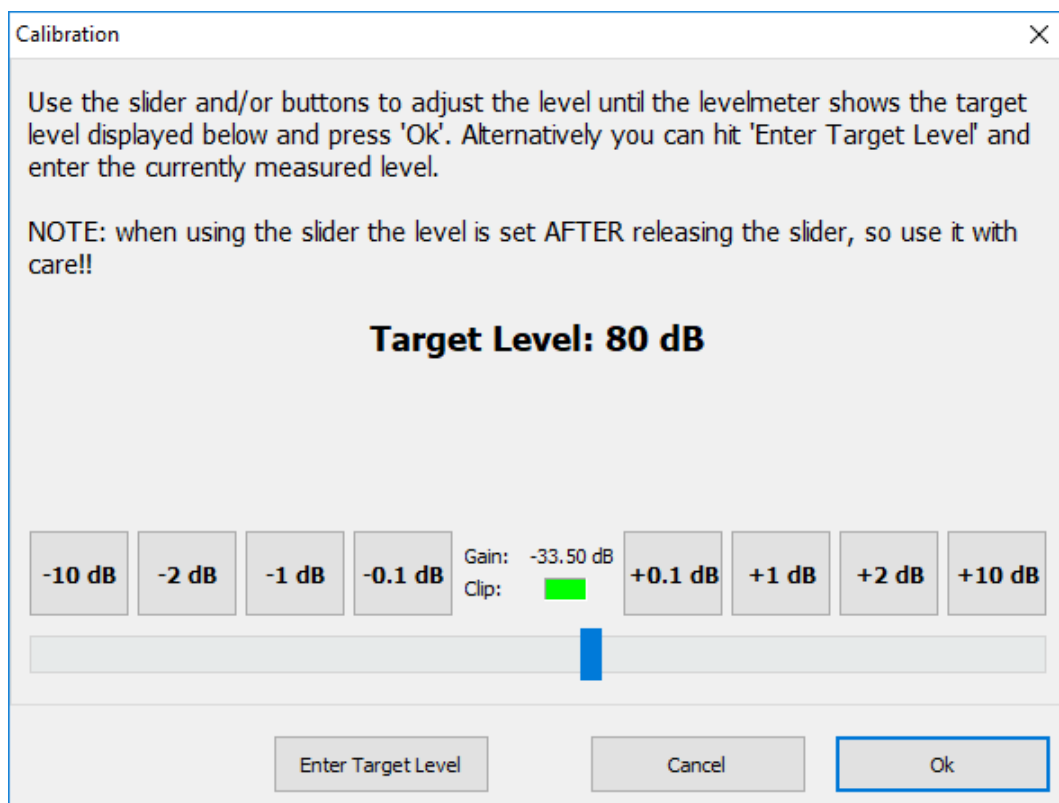 Calibration
Use the slider and/or buttons to adjust the level until the levelmeter shows the target
level displayed below and press 'Ok'. Alternatively you can hit 'Enter Target Level' and
enter the currently measured level.
NOTE: when using the slider the level is set AFTER releasing the slider, so use it with
care!!
Target Level: 80 dB
-10 dB -2 dB -1 dB -0.1 dB Gain: -33.50 dB +0.1 dB +1 dB +2 dB +10 dB
Clip:
Enter Target Level Cancel Ok